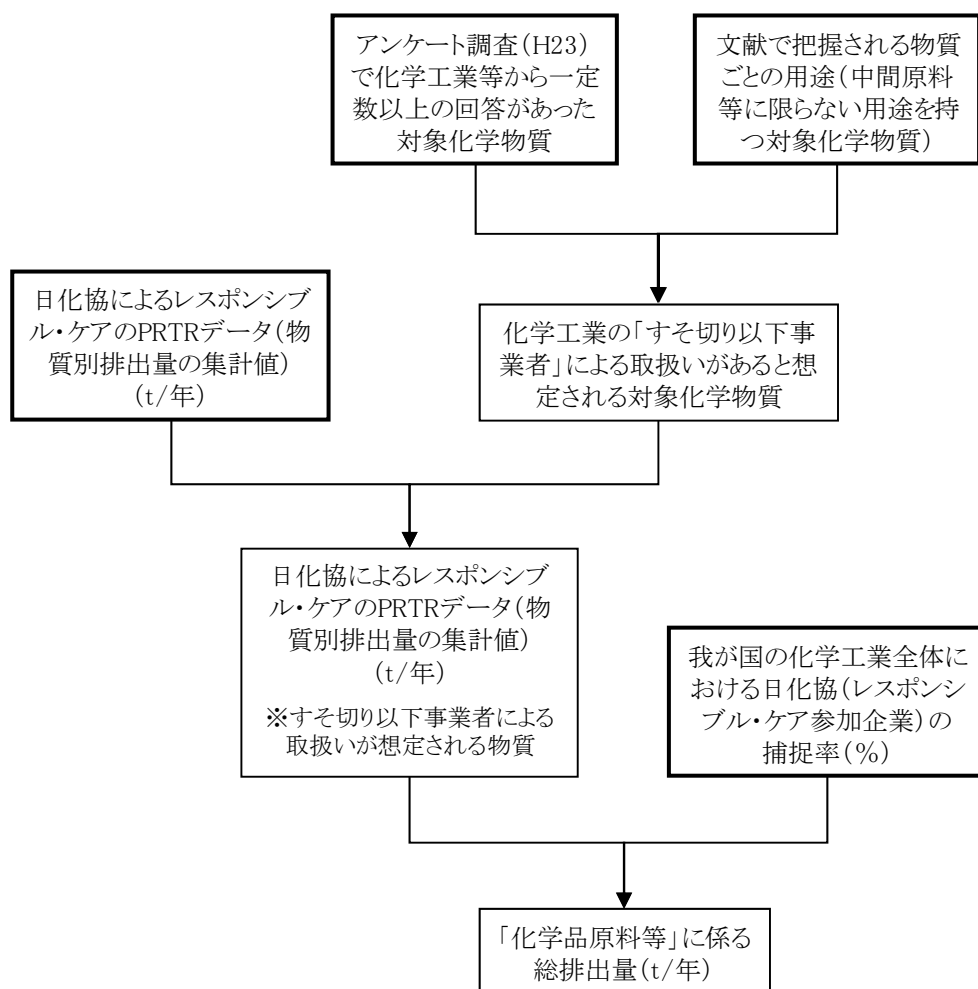 アンケート調査(H23)
で化学工業等から一定
数以上の回答があった
対象化学物質
文献で把握される物質
ごとの用途(中間原料
等に限らない用途を持
つ対象化学物質)
日化協によるレスポンシブ
ル・ケアのPRTRデータ(物
質別排出量の集計値)
(t/年)
化学工業の「すそ切り以下事
業者」による取扱いがあると想
定される対象化学物質
日化協によるレスポンシブ
ル・ケアのPRTRデータ(物
質別排出量の集計値)
(t/年)
※すそ切り以下事業者による
取扱いが想定される物質
我が国の化学工業全体に
おける日化協(レスポンシ
ブル・ケア参加企業)の
捕捉率(%)
「化学品原料等」に係る
総排出量(t/年)